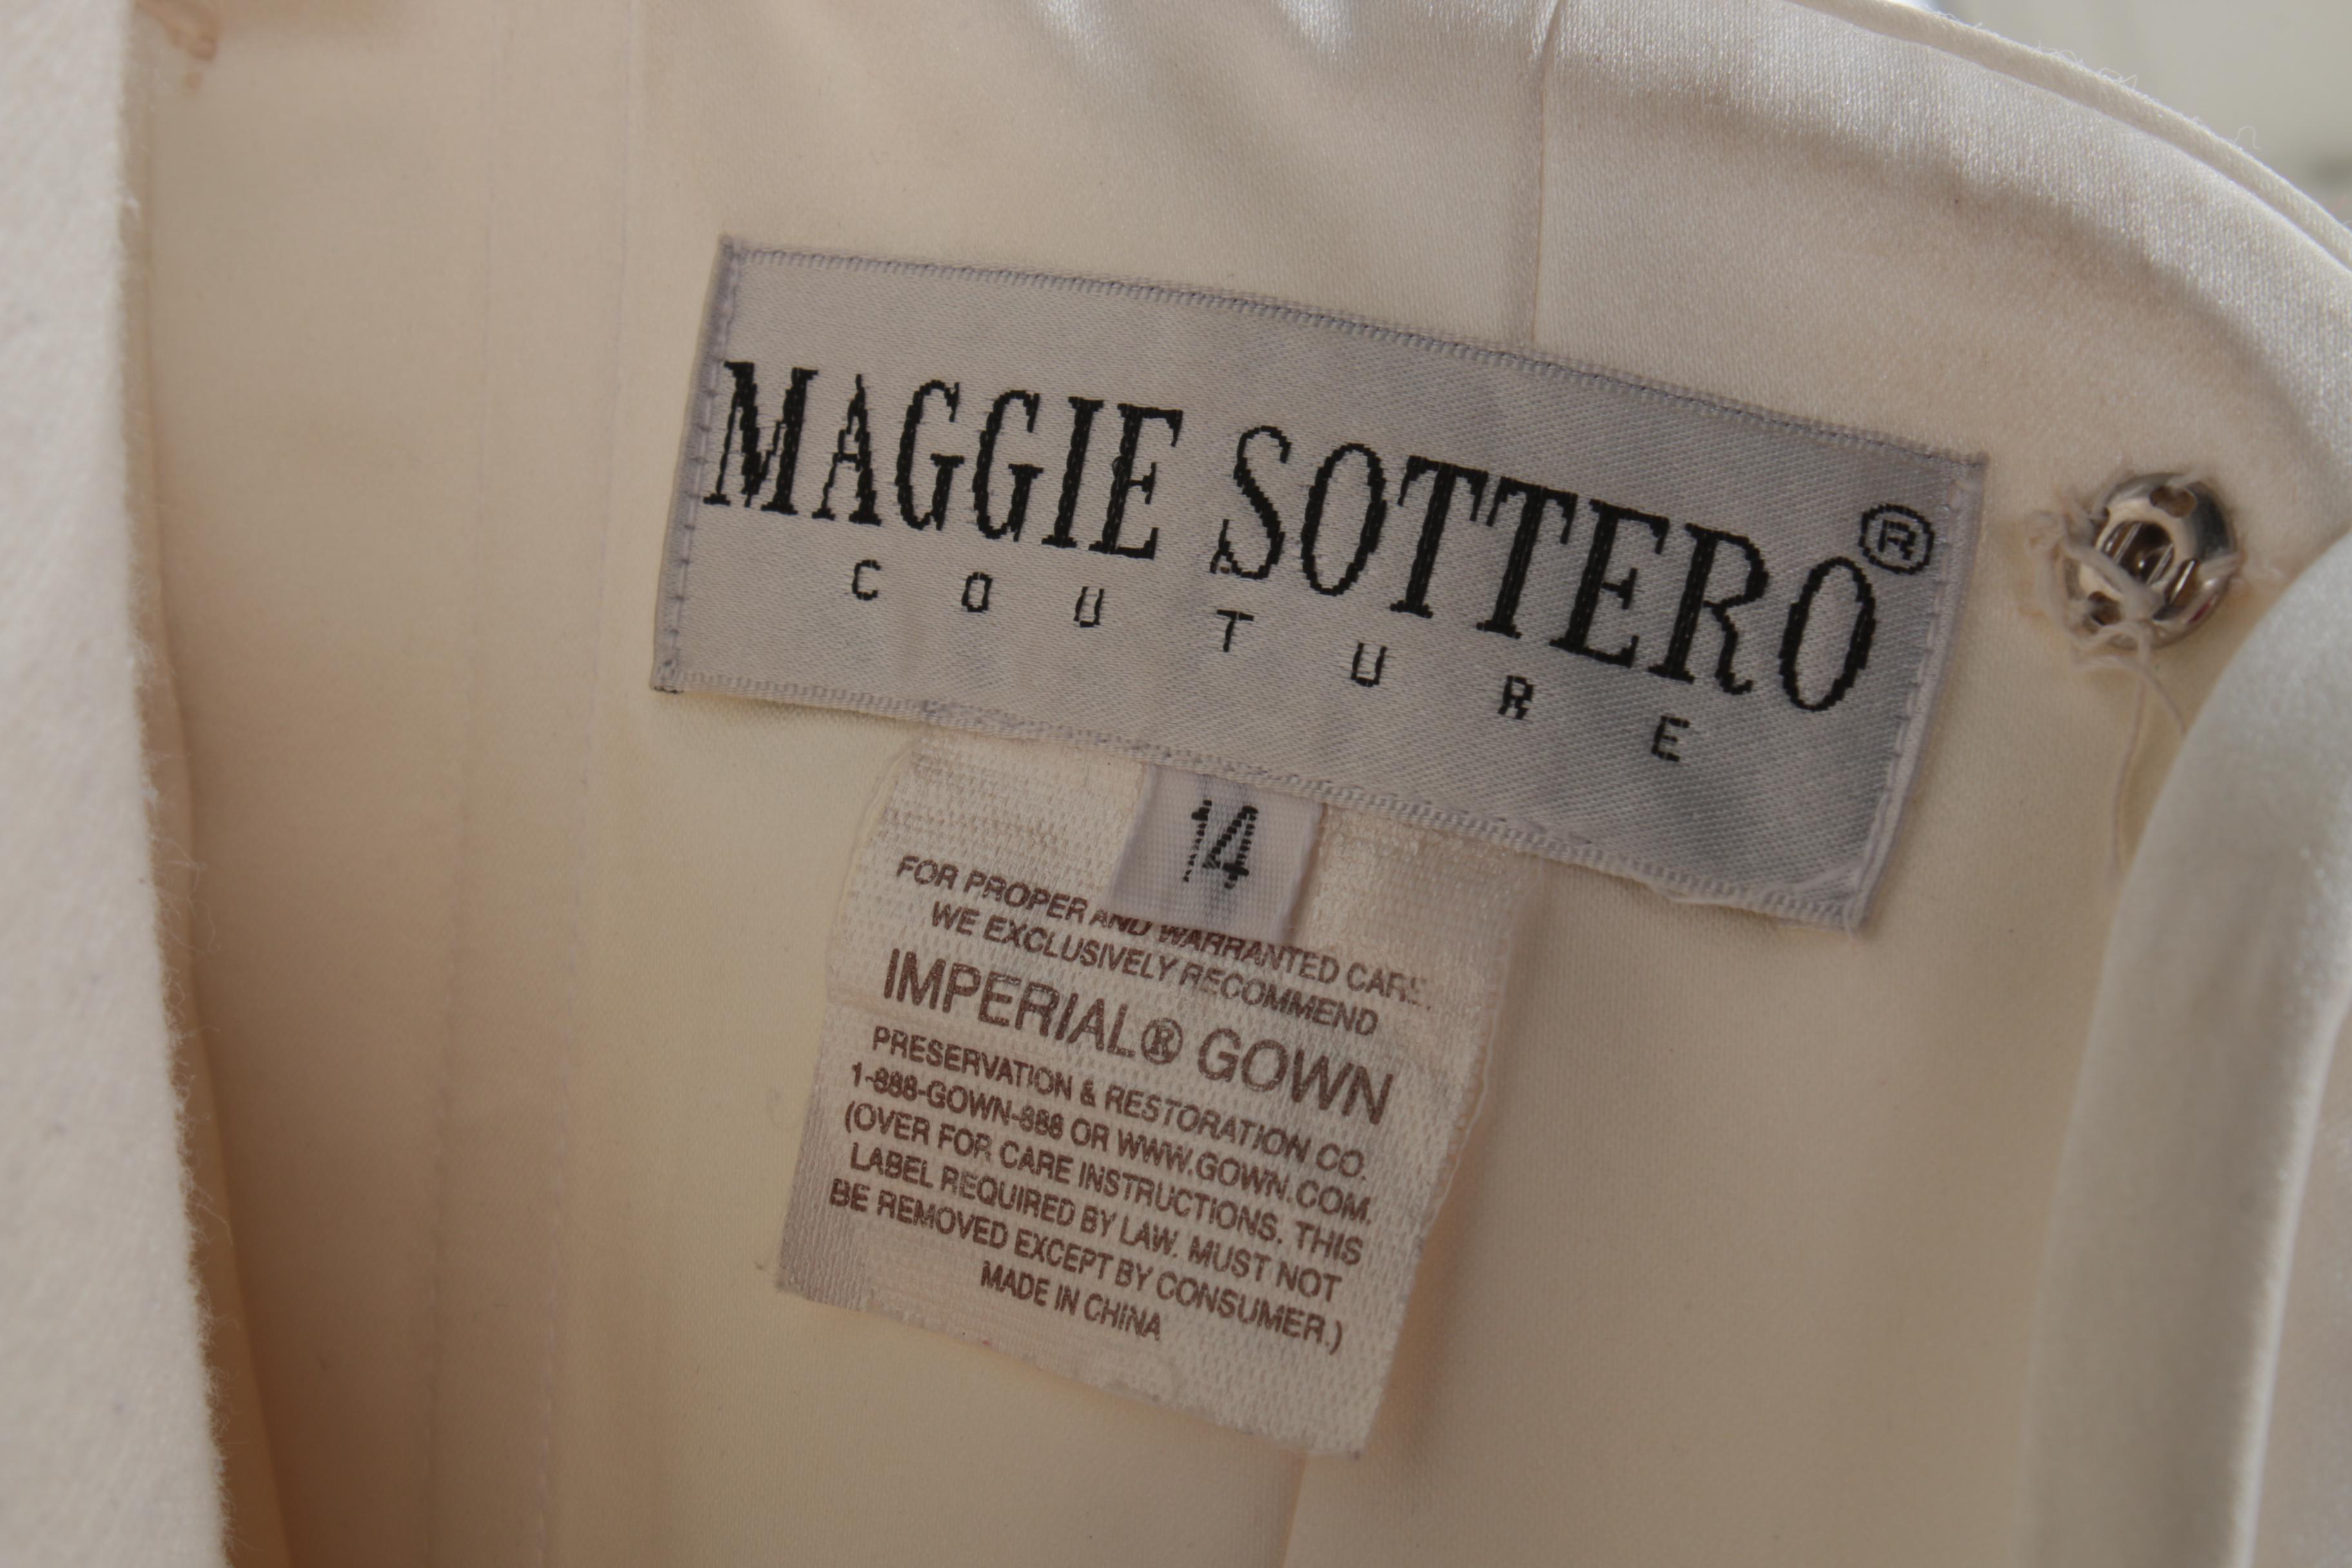 MAGGIE SOTTERO®
COUTURE
14
FOR PROPER AND WARRANTED CARE,
WE EXCLUSIVELY RECOMMEND
IMPERIAL® GOWN
PRESERVATION & RESTORATION CO.
1-888-GOWN-888 OR WWW.GOWN.COM.
(OVER FOR CARE INSTRUCTIONS. THIS
LABEL REQUIRED BY LAW. MUST NOT
BE REMOVED EXCEPT BY CONSUMER.)
MADE IN CHINA